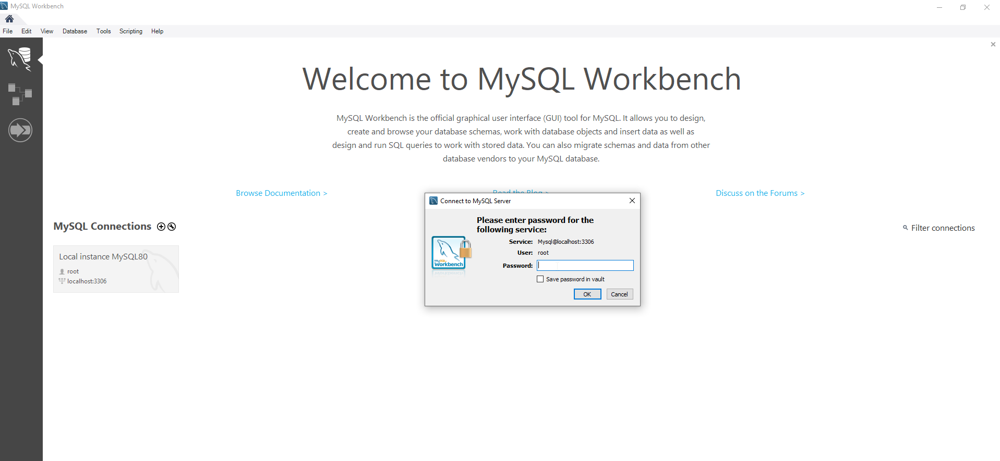 MySQL Workbench
File Edit View Database Tools Scripting Help
Welcome to MySQL Workbench
MySQL Workbench is the official graphical user interface (GUI) tool for MySQL. It allows you to design,
create and browse your database schemas, work with database objects and insert data as well as
design and run SQL queries to work with stored data. You can also migrate schemas and data from other
database vendors to your MySQL database.
Browse Documentation >
Read the Blog >
Discuss on the Forums >
MySQL Connections
Filter connections
Local instance MySQL80
root
localhost:3306
Connect to MySQL Server
Please enter password for the
following service:
Service: Mysql@localhost:3306
User: root
Password:
Save password in vault
OK Cancel
MySQL
Workbench